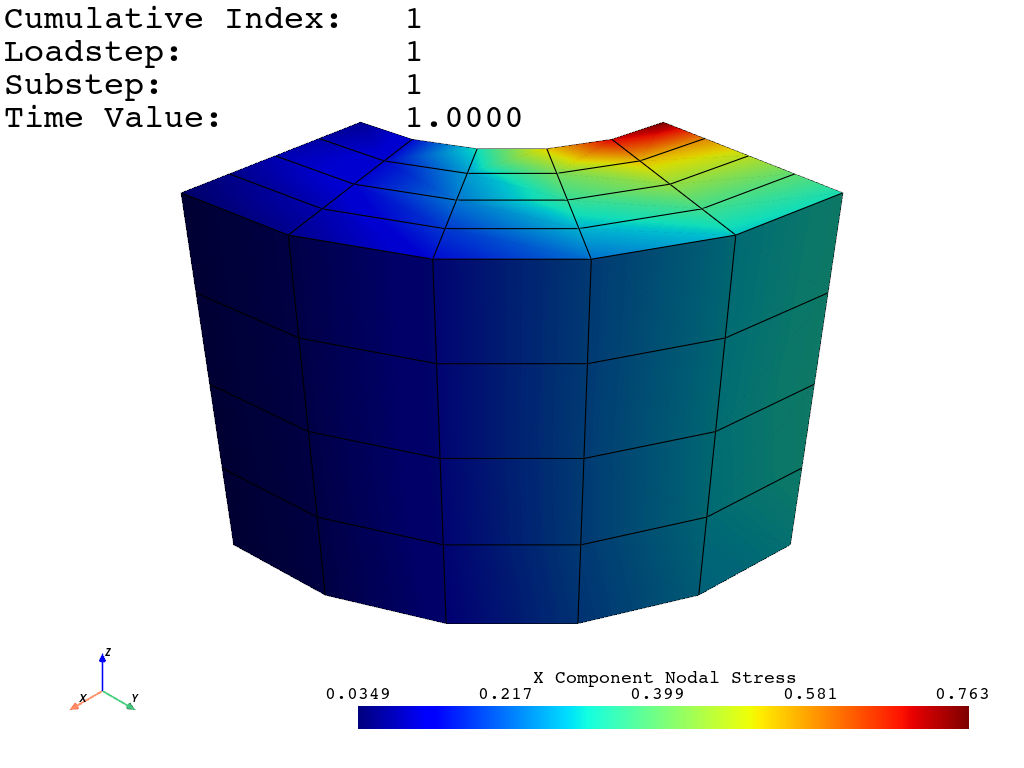 Cumulative Index: 1
Loadstep: 1
Substep: 1
Time Value: 1.0000
Z
X Y
X Component Nodal Stress
0.0349 0.217 0.399 0.581 0.763